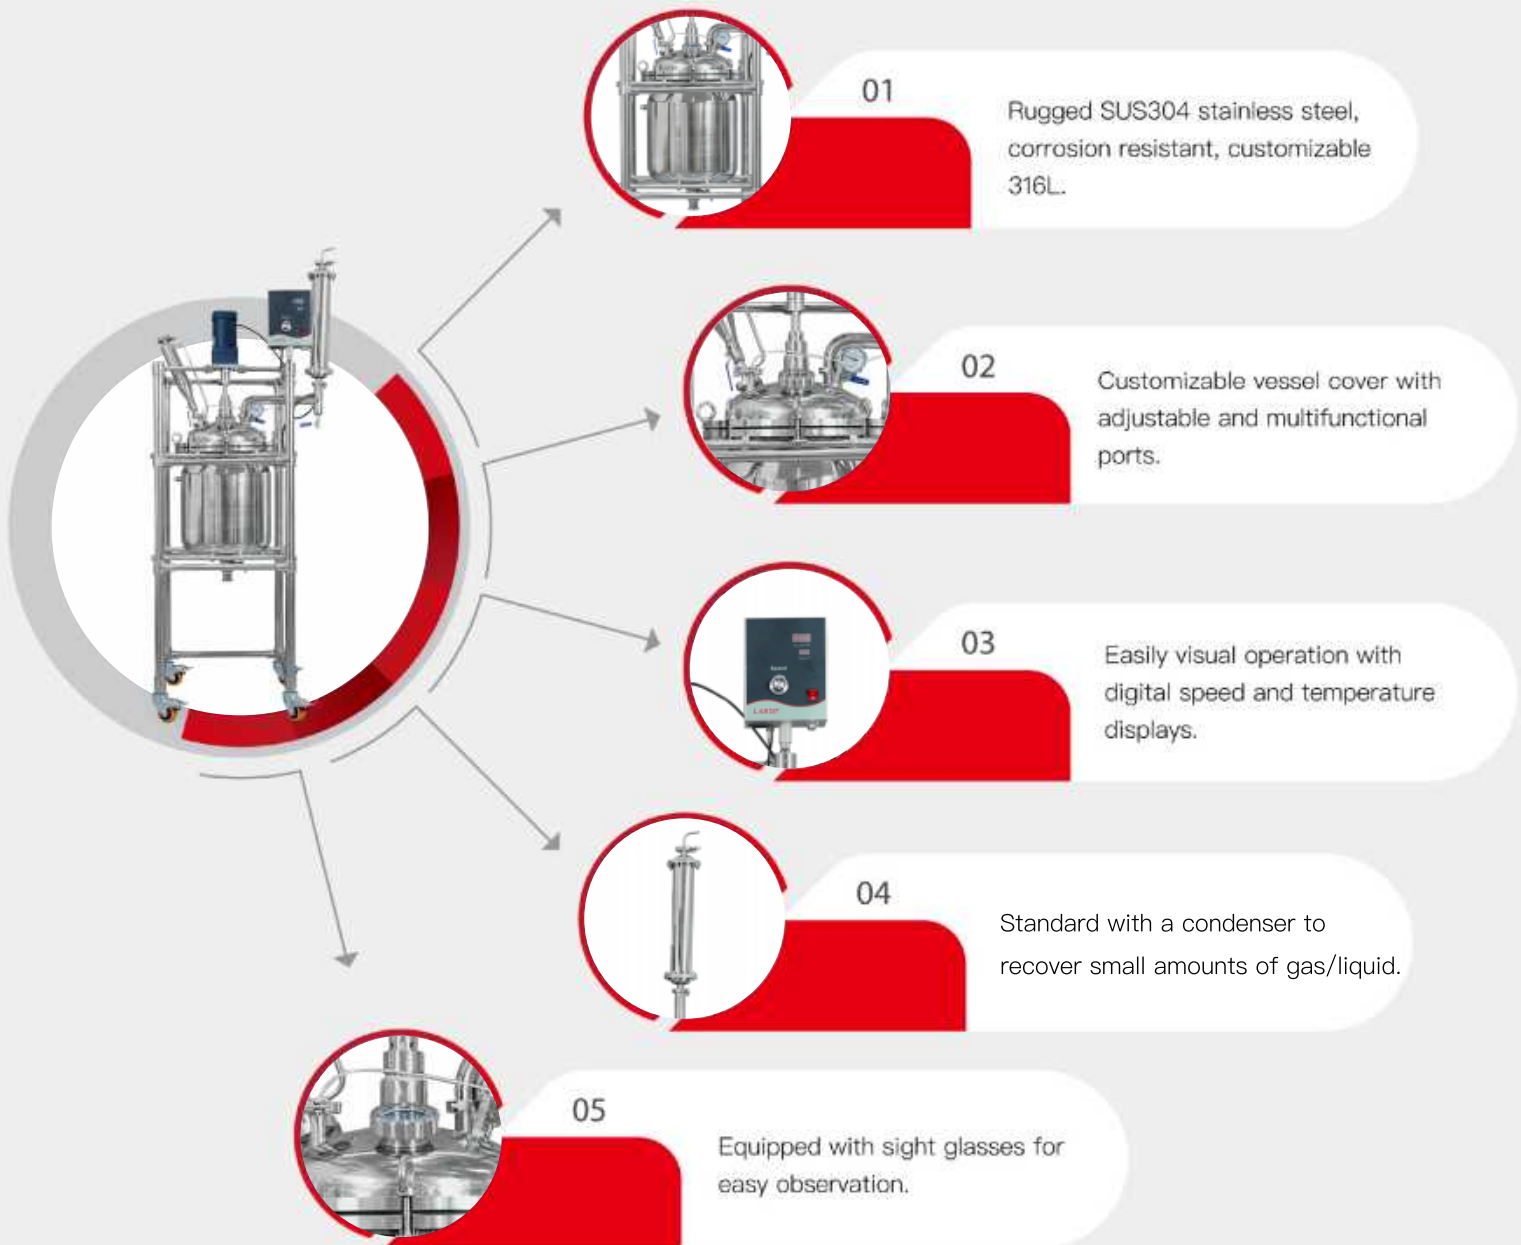 01
Rugged SUS304 stainless steel,
corrosion resistant, customizable
316L.
02
Customizable vessel cover with
adjustable and multifunctional
ports.
03
Easily visual operation with
digital speed and temperature
displays.
04
Standard with a condenser to
recover small amounts of gas/liquid.
05
Equipped with sight glasses for
easy observation.